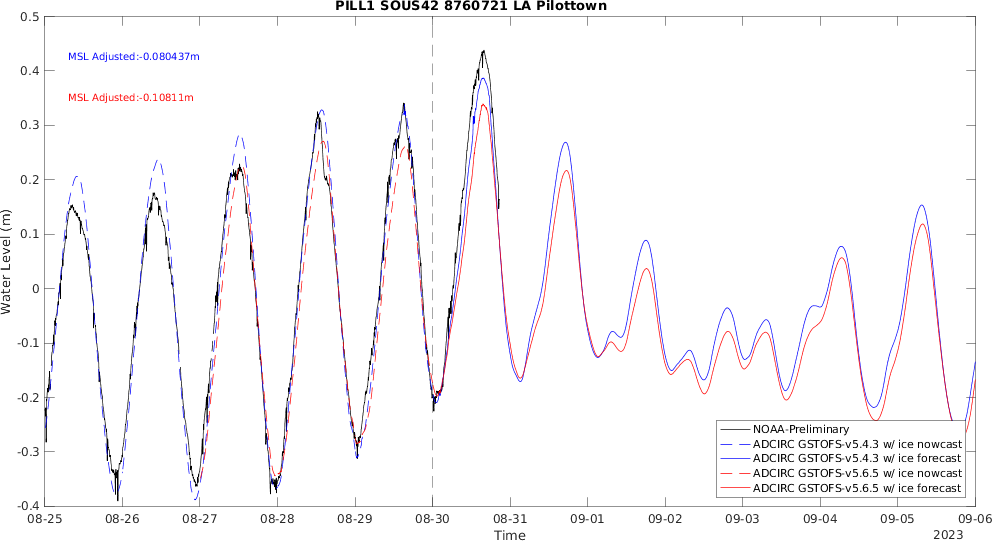 PILL1 SOUS42 8760721 LA Pilottown
MSL Adjusted:-0.080437m
MSL Adjusted:-0.10811m
Water Level (m)
0.5
0.4
0.3
0.2
0.1
0
-0.1
-0.2
-0.3
-0.4
NOAA-Preliminary
ADCIRC GSTOFS-v5.4.3 w/ ice nowcast
ADCIRC GSTOFS-v5.4.3 w/ ice forecast
ADCIRC GSTOFS-v5.6.5 w/ ice nowcast
ADCIRC GSTOFS-v5.6.5 w/ ice forecast
08-25 08-26 08-27 08-28 08-29 08-30 08-31 09-01 09-02 09-03 09-04 09-05 09-06
Time
2023